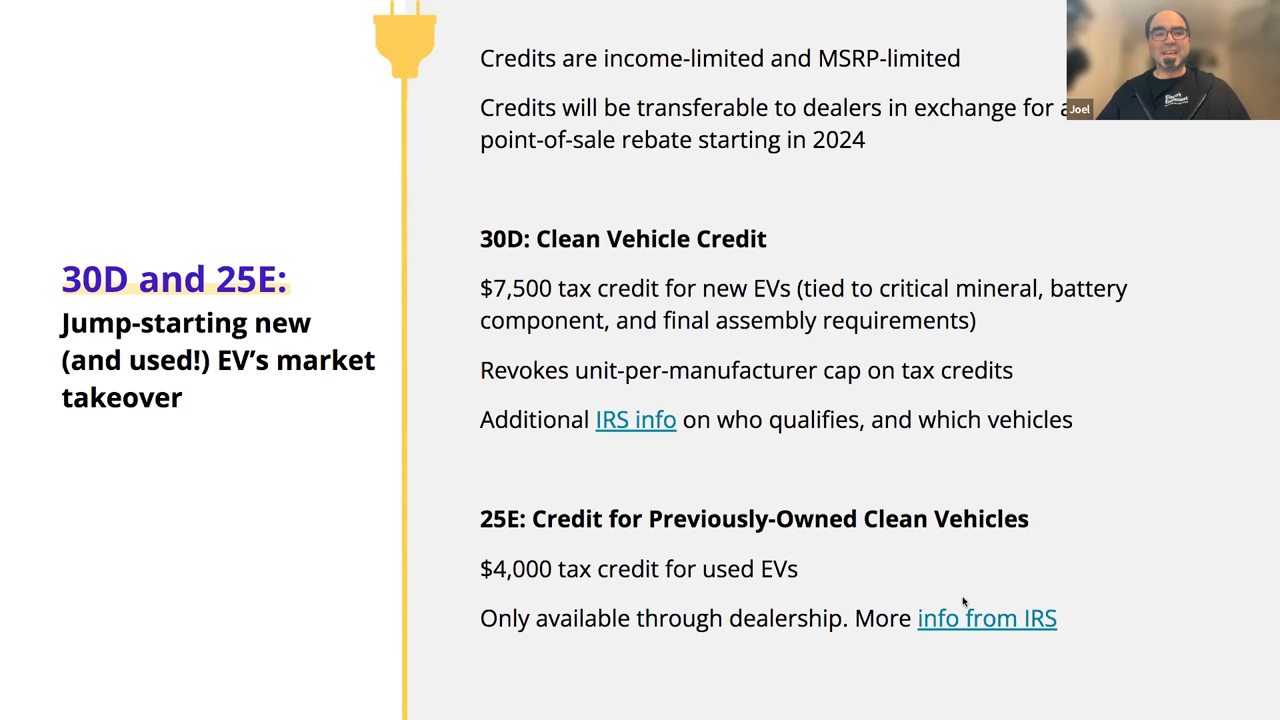 Credits are income-limited and MSRP-limited
Credits will be transferable to dealers in exchange for a
point-of-sale rebate starting in 2024
Joel
30D and 25E:
Jump-starting new
(and used!) EV’s market
takeover
30D: Clean Vehicle Credit
$7,500 tax credit for new EVs (tied to critical mineral, battery
component, and final assembly requirements)
Revokes unit-per-manufacturer cap on tax credits
Additional IRS info on who qualifies, and which vehicles
25E: Credit for Previously-Owned Clean Vehicles
$4,000 tax credit for used EVs
Only available through dealership. More info from IRS